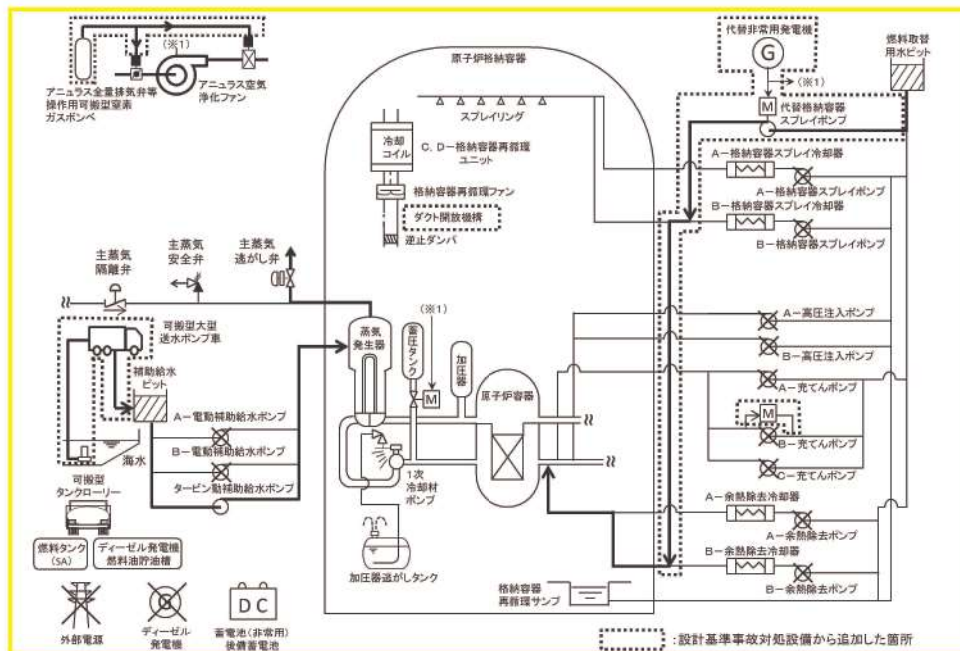 (※1)
アニュラス全量排気弁等
操作用可搬型窒素
ガスボンベ
アニュラス空気
浄化ファン
原子炉格納容器
スプレイリング
冷却
コイル
C、D-格納容器再循環
ユニット
格納容器再循環ファン
ダクト開放機構
逆止ダンパ
代替非常用発電機
G
(※1)
M
代替格納容器
スプレイポンプ
燃料取替
用水ピット
A-格納容器スプレイ冷却器
A-格納容器スプレイポンプ
B-格納容器スプレイ冷却器
B-格納容器スプレイポンプ
主蒸気
隔離弁
主蒸気
安全弁
主蒸気
逃がし弁
可搬型大型
送水ポンプ車
補助給水
ピット
海水
A-電動補助給水ポンプ
B-電動補助給水ポンプ
タービン動補助給水ポンプ
蒸気
発生器
蓄圧タンク
(※1)
M
加圧器
原子炉容器
1次
冷却材
ポンプ
加圧器逃がしタンク
A-高圧注入ポンプ
B-高圧注入ポンプ
A-充てんポンプ
M
B-充てんポンプ
C-充てんポンプ
A-余熱除去冷却器
A-余熱除去ポンプ
B-余熱除去冷却器
B-余熱除去ポンプ
格納容器
再循環サンプ
可搬型
タンクローリー
燃料タンク
(SA)
ディーゼル発電機
燃料油貯油槽
外部電源
ディーゼル
発電機
DC
蓄電池(非常用)
後備蓄電池
:設計基準事故対処設備から追加した箇所